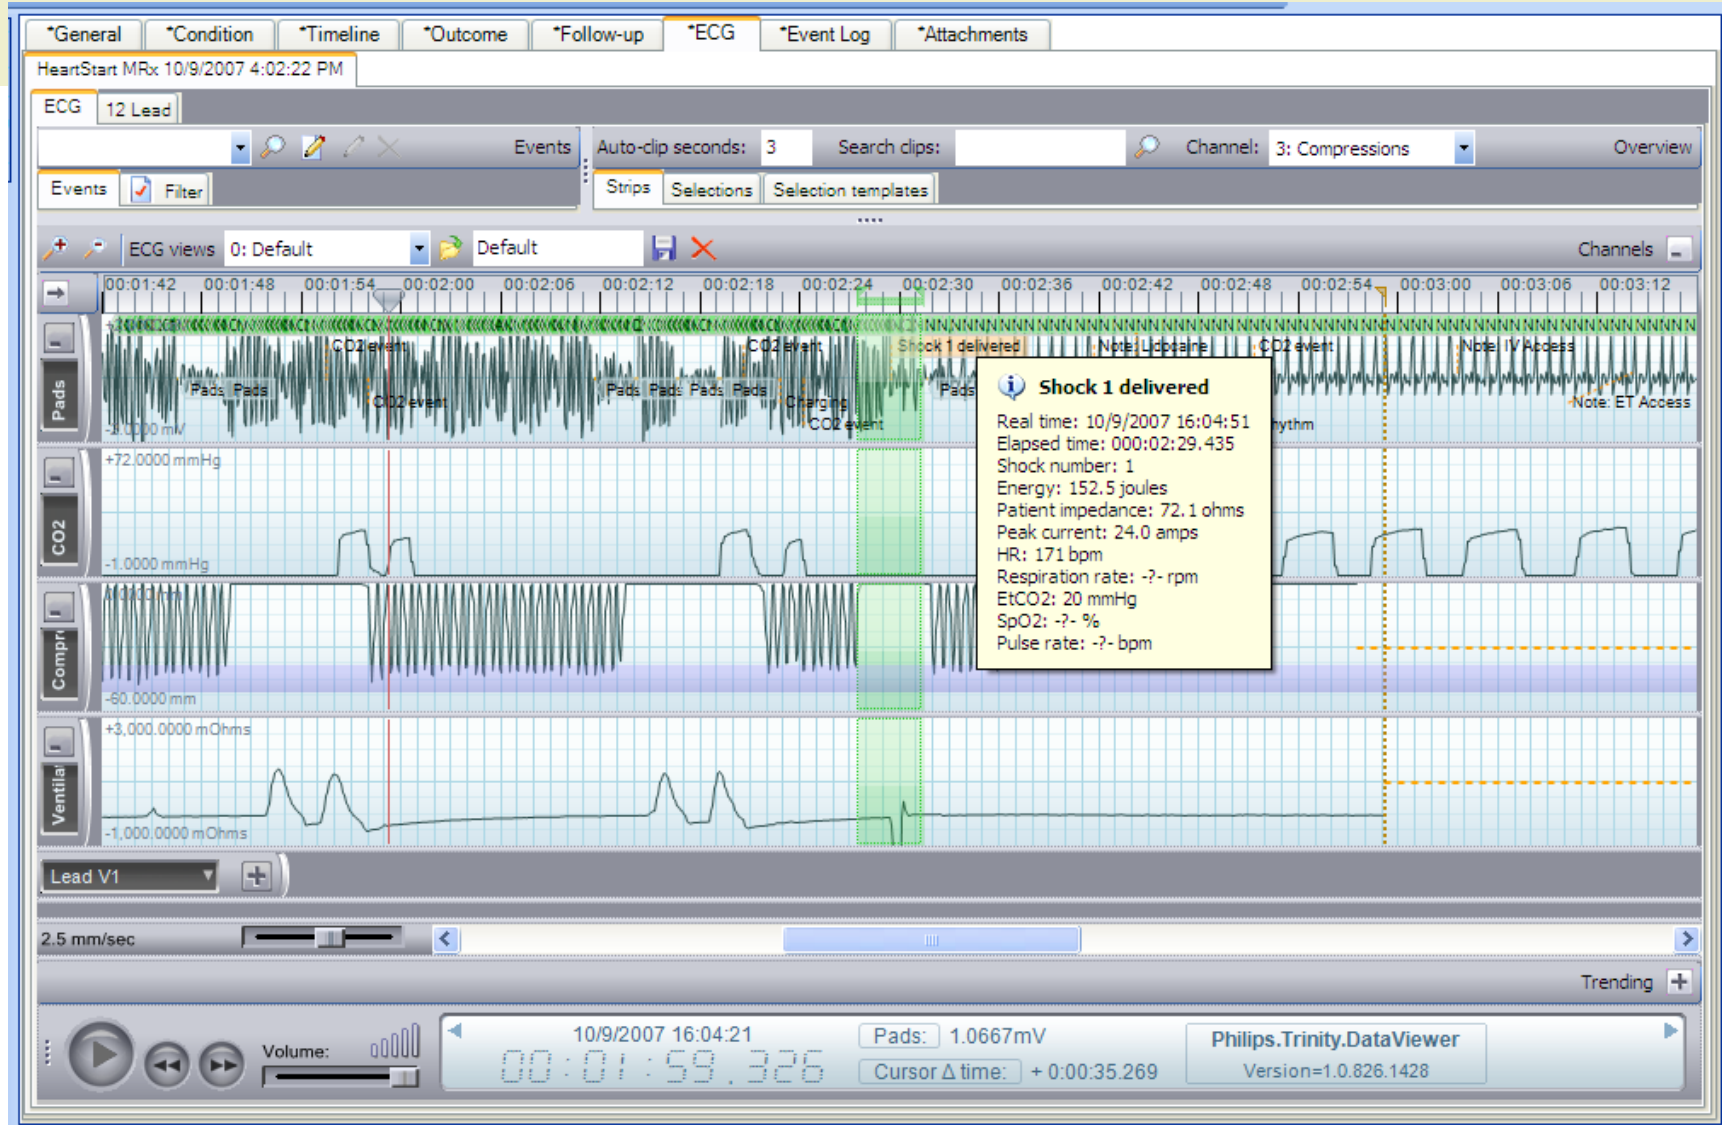 *General *Condition *Timeline *Outcome *Follow-up *ECG *Event Log *Attachments
HeartStart MRx 10/9/2007 4:02:22 PM
ECG 12 Lead
Events Auto-clip seconds: 3 Search clips: Channel: 3: Compressions Overview
Events Filter Strips Selections Selection templates
ECG views 0: Default Default Channels
00:01:42 00:01:48 00:01:54 00:02:00 00:02:06 00:02:12 00:02:18 00:02:24 00:02:30 00:02:36 00:02:42 00:02:48 00:02:54 00:03:00 00:03:06 00:03:12
CO2 event CO2 event Shock 1 delivered Note: Lidocaine CO2 event Note: IV Access
Pads Pads Pads Pads Pads Pads Pads
CO2 event Charging Note: ET Access
CO2 event hythm
Pads
-2.0000 mV
Shock 1 delivered
Real time: 10/9/2007 16:04:51
Elapsed time: 000:02:29.435
Shock number: 1
Energy: 152.5 joules
Patient impedance: 72.1 ohms
Peak current: 24.0 amps
HR: 171 bpm
Respiration rate: -?- rpm
EtCO2: 20 mmHg
SpO2: -?- %
Pulse rate: -?- bpm
+72.0000 mmHg
CO2
-1.0000 mmHg
Compre
-60.0000 mm
+3,000.0000 mOhms
Ventilat
-1,000.0000 mOhms
Lead V1
2.5 mm/sec
Trending
Volume:
10/9/2007 16:04:21
00:01:59.326
Pads: 1.0667mV
Cursor Δ time: + 0:00:35.269
Philips.Trinity.DataViewer
Version=1.0.826.1428